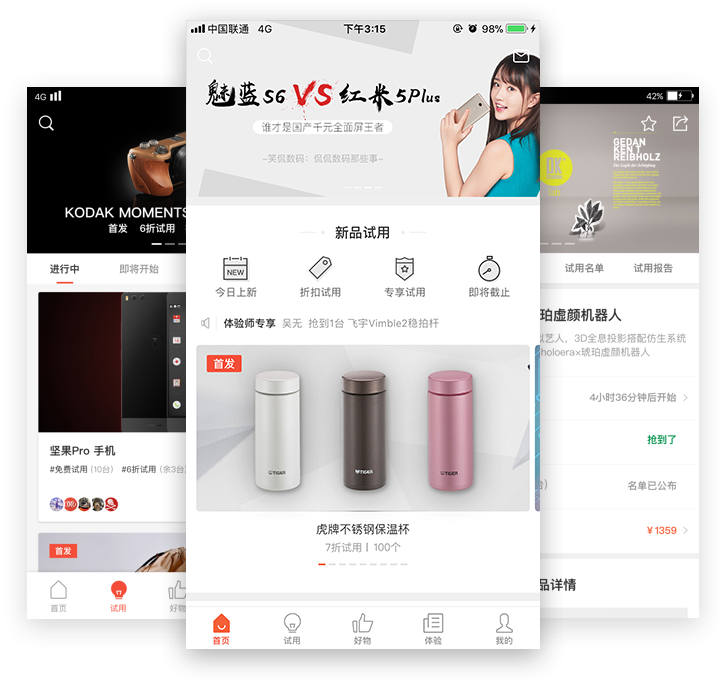 中国联通 4G 下午3:15 98%
魅蓝S6 VS 红米5Plus
谁才是国产千元全面屏王者
~笑侃数码：侃侃数码那些事~
新品试用
NEW
今日上新 折扣试用 专享试用 即将截止
体验师专享 吴无 抢到1台 飞宇Vimble2稳拍杆
首发
TIGER TIGER TIGER
虎牌不锈钢保温杯
7折试用 | 100个
首页 试用 好物 体验 我的
4G
KODAK MOMENTS
首发 6折试用
进行中 即将开始
坚果Pro 手机
#免费试用 (10台) #6折试用 (余3台
首发
首页 试用 好物
42%
OK
GEDAN
KEN I
REIBHOLZ
试用名单 试用报告
珀虚颜机器人
以艺人，3D全息投影搭配仿生系统
holoera×琥珀虚颜机器人
4小时36分钟后开始
抢到了
台) 名单已公布
¥1359
品详情